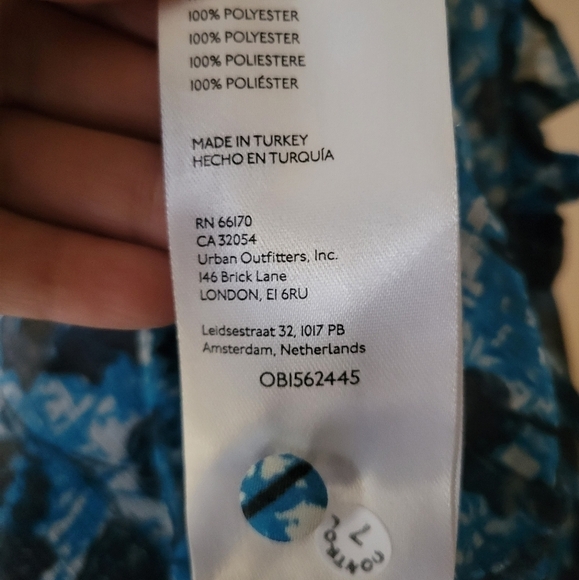 100% POLYESTER
100% POLYESTER
100% POLIESTERE
100% POLIÉSTER
MADE IN TURKEY
HECHO EN TURQUÍA
RN 66170
CA 32054
Urban Outfitters, Inc.
146 Brick Lane
LONDON, E1 6RU
Leidsestraat 32, 1017 PB
Amsterdam, Netherlands
OB1562445
CONTROL
7